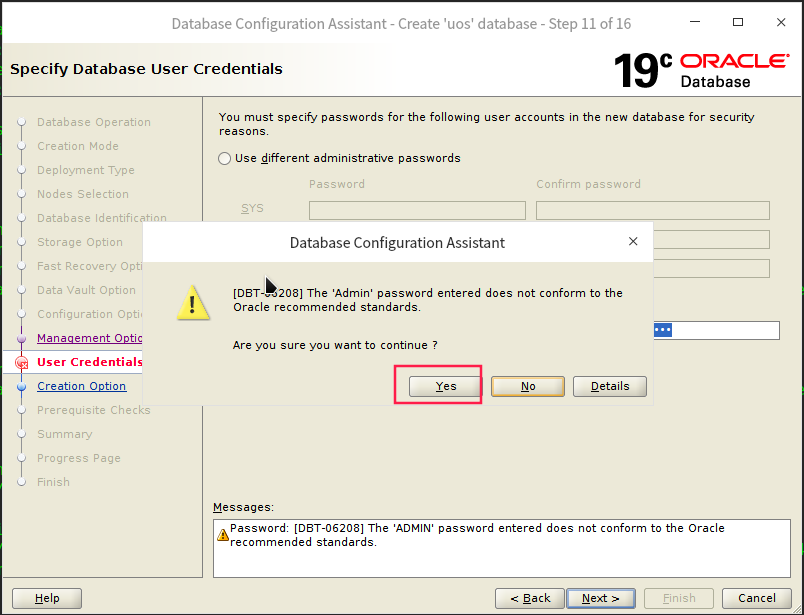 Database Configuration Assistant - Create 'uos' database - Step 11 of 16
Specify Database User Credentials
19c ORACLE
Database
Database Operation
Creation Mode
Deployment Type
Nodes Selection
Database Identification
Storage Option
Fast Recovery Opti
Data Vault Option
Configuration Optio
Management Optio
User Credentials
Creation Option
Prerequisite Checks
Summary
Progress Page
Finish
You must specify passwords for the following user accounts in the new database for security
reasons.
Use different administrative passwords
Password Confirm password
SYS
Database Configuration Assistant
[DBT-06208] The 'Admin' password entered does not conform to the
Oracle recommended standards.
Are you sure you want to continue ?
Yes No Details
Messages:
Password: [DBT-06208] The 'ADMIN' password entered does not conform to the Oracle
recommended standards.
Help < Back Next > Finish Cancel